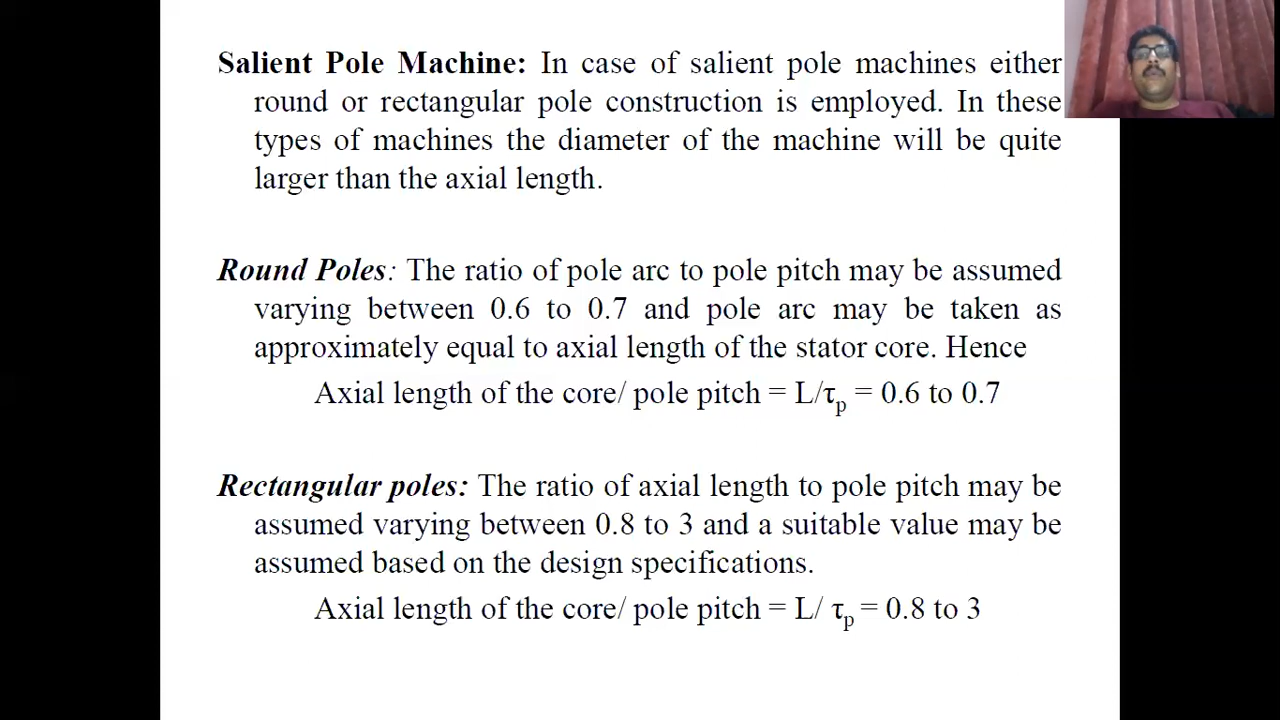 Salient Pole Machine: In case of salient pole machines either
round or rectangular pole construction is employed. In these
types of machines the diameter of the machine will be quite
larger than the axial length.
Round Poles: The ratio of pole arc to pole pitch may be assumed
varying between 0.6 to 0.7 and pole arc may be taken as
approximately equal to axial length of the stator core. Hence
Axial length of the core/ pole pitch = L/τp = 0.6 to 0.7
Rectangular poles: The ratio of axial length to pole pitch may be
assumed varying between 0.8 to 3 and a suitable value may be
assumed based on the design specifications.
Axial length of the core/ pole pitch = L/ τp = 0.8 to 3